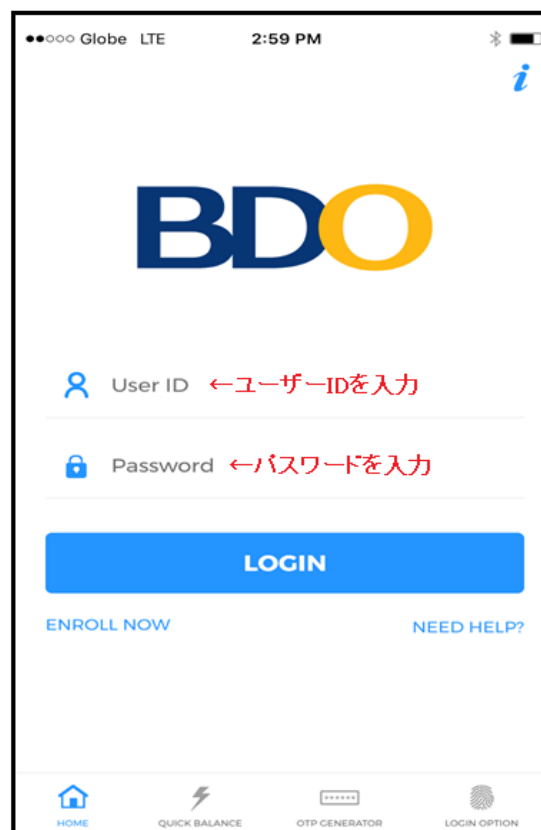 Globe LTE 2:59 PM
i
BDO
User ID ←ユーザーIDを入力
Password ←パスワードを入力
LOGIN
ENROLL NOW NEED HELP?
HOME QUICK BALANCE OTP GENERATOR LOGIN OPTION